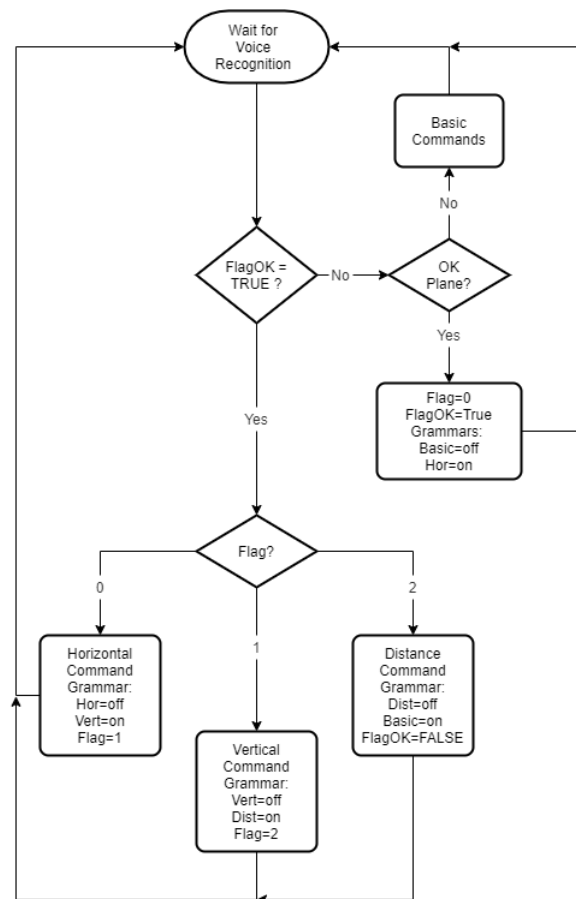 Wait for
Voice
Recognition
Basic
Commands
No
FlagOK =
TRUE ?
No
OK
Plane?
Yes
Flag=0
FlagOK=True
Grammars:
Basic=off
Hor=on
Yes
Flag?
0
1
2
Horizontal
Command
Grammar:
Hor=off
Vert=on
Flag=1
Vertical
Command
Grammar:
Vert=off
Dist=on
Flag=2
Distance
Command
Grammar:
Dist=off
Basic=on
FlagOK=FALSE